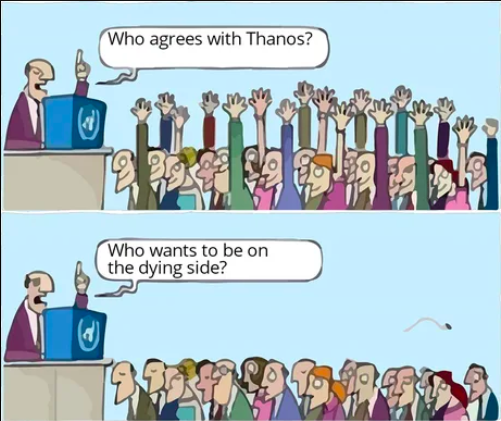 Who agrees with Thanos?
Who wants to be on
the dying side?